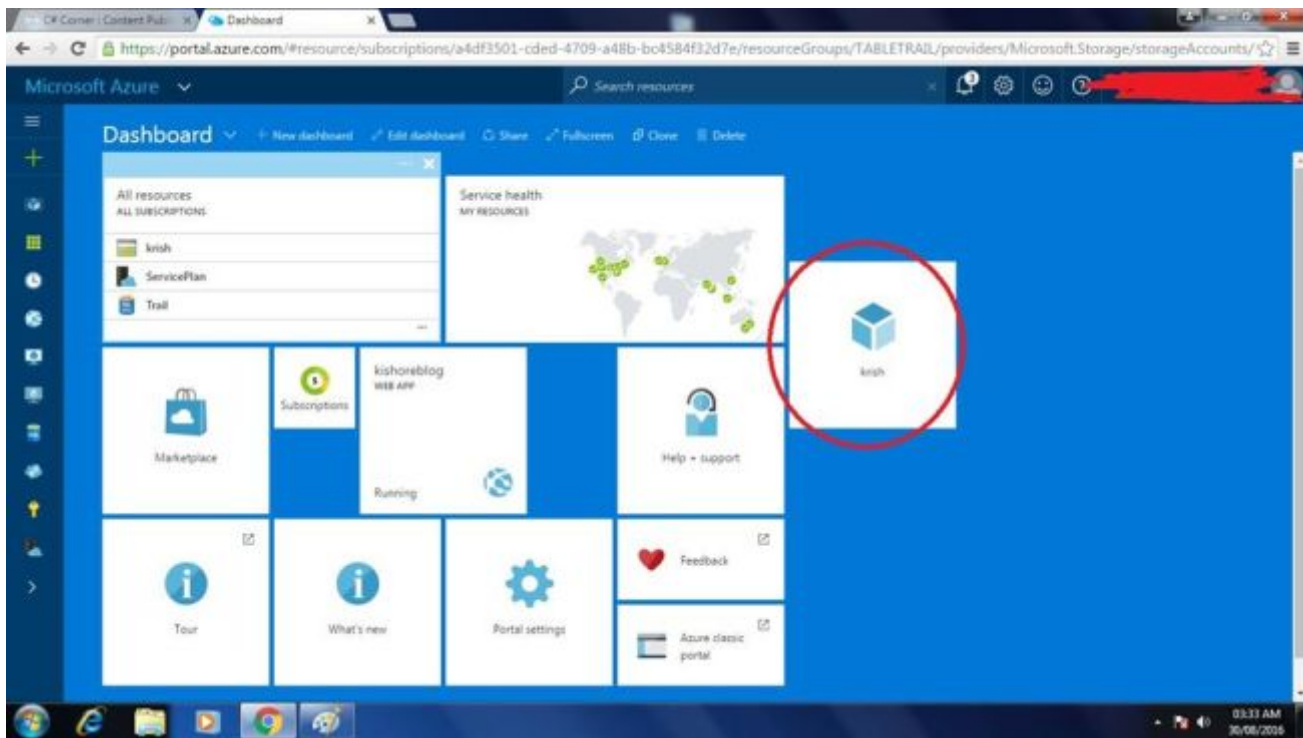 C# Corner : Content Pub
Dashboard
https://portal.azure.com/#resource/subscriptions/a4df3501-cded-4709-a48b-bc4584f32d7e/resourceGroups/TABLETRAIL/providers/Microsoft.Storage/storageAccounts/
Microsoft Azure
Search resources
3
Dashboard
+ New dashboard
Edit dashboard
Share
Fullscreen
Clone
Delete
All resources
ALL SUBSCRIPTIONS
krish
ServicePlan
Trail
Service health
MY RESOURCES
krish
Marketplace
Subscriptions
kishoreblog
WEB APP
Running
Help + support
Tour
What's new
Portal settings
Feedback
Azure classic
portal
03:33 AM
30/08/2016